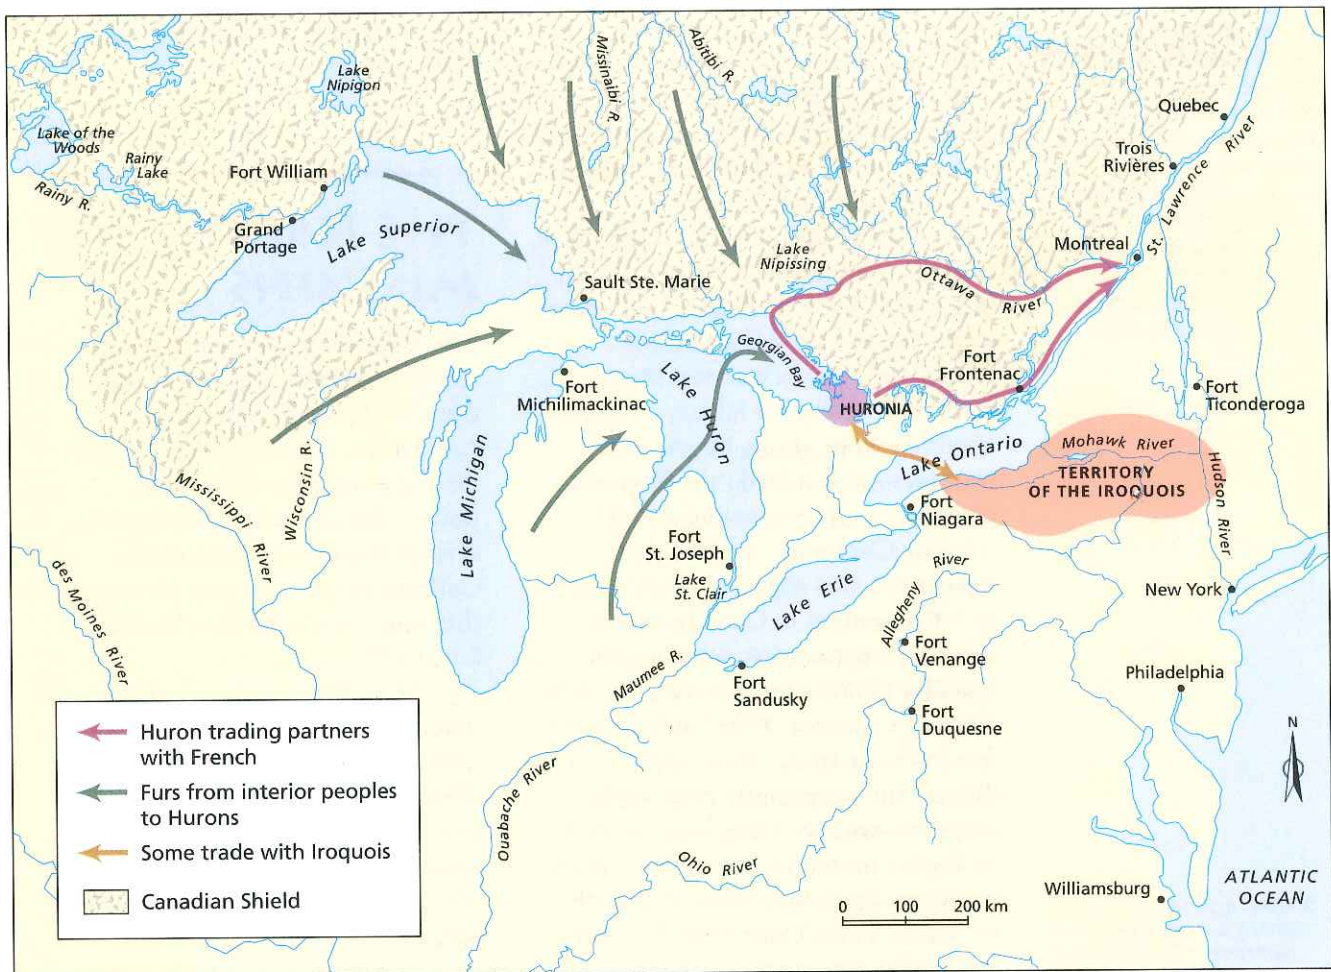 Lake
Nipigon
Missinaibi R.
Abitibi R.
Quebec
Lake of the
Woods
Rainy
Lake
Rainy R.
Fort William
Grand
Portage
Lake Superior
Trois
Rivières
St. Lawrence River
Montreal
Lake
Nipissing
Ottawa
River
Sault Ste. Marie
Georgian Bay
Fort
Frontenac
Fort
Michilimackinac
Lake Huron
HURONIA
Fort
Ticonderoga
Lake Ontario
Mohawk River
TERRITORY
OF THE IROQUOIS
Hudson River
Mississippi River
Wisconsin R.
Lake Michigan
Fort
Niagara
Fort
St. Joseph
Lake
St. Clair
Lake Erie
Allegheny River
New York
des Moines River
Maumee R.
Fort
Sandusky
Fort
Venange
Philadelphia
Fort
Duquesne
Ouabache River
Ohio River
Williamsburg
ATLANTIC
OCEAN
N
0 100 200 km
Huron trading partners
with French
Furs from interior peoples
to Hurons
Some trade with Iroquois
Canadian Shield